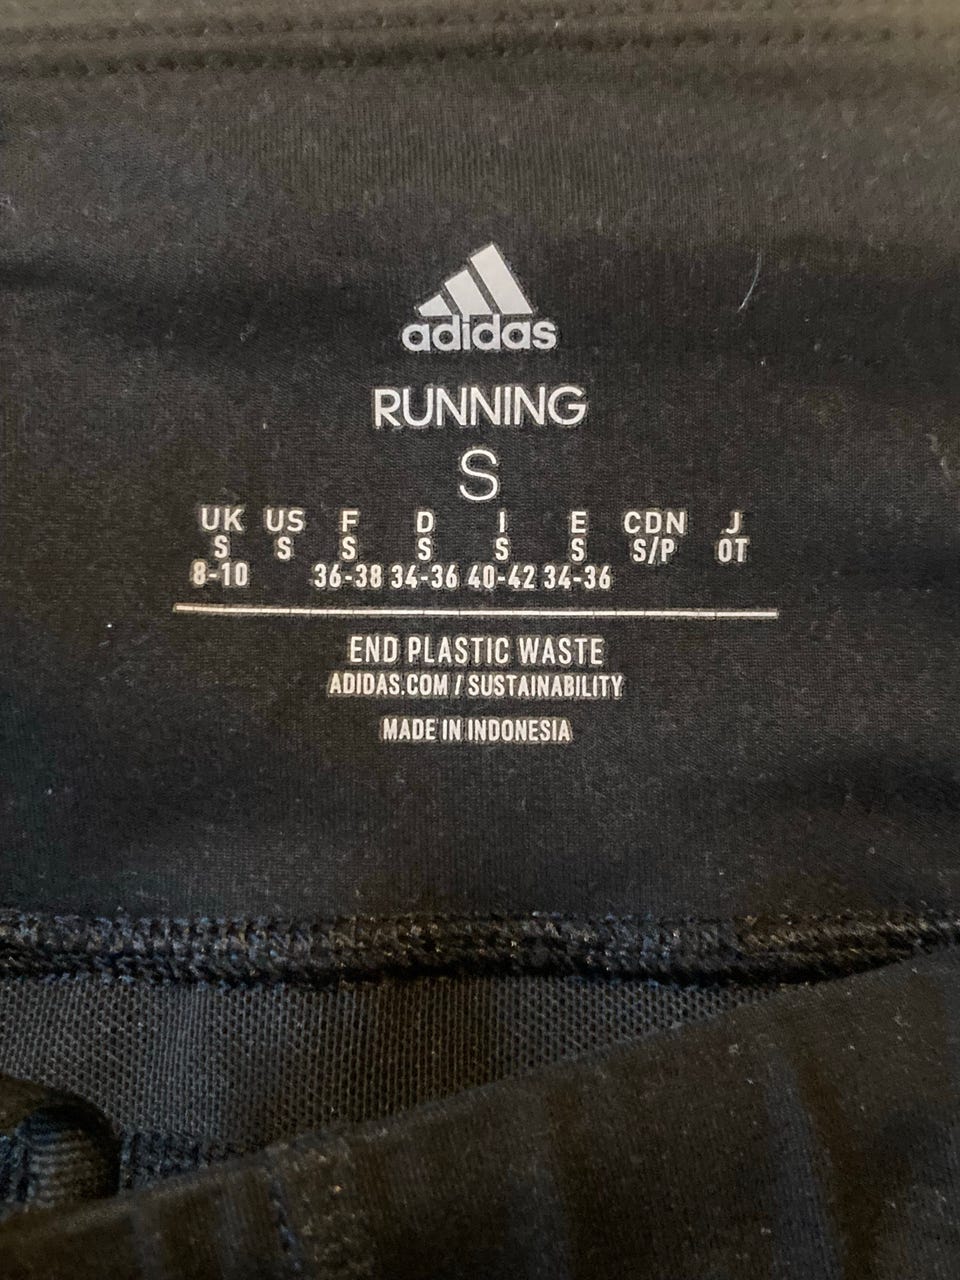 adidas
RUNNING
S
UK US F D I E CDN J
S S S S S S S/P OT
8-10 36-38 34-36 40-42 34-36
END PLASTIC WASTE
ADIDAS.COM / SUSTAINABILITY
MADE IN INDONESIA